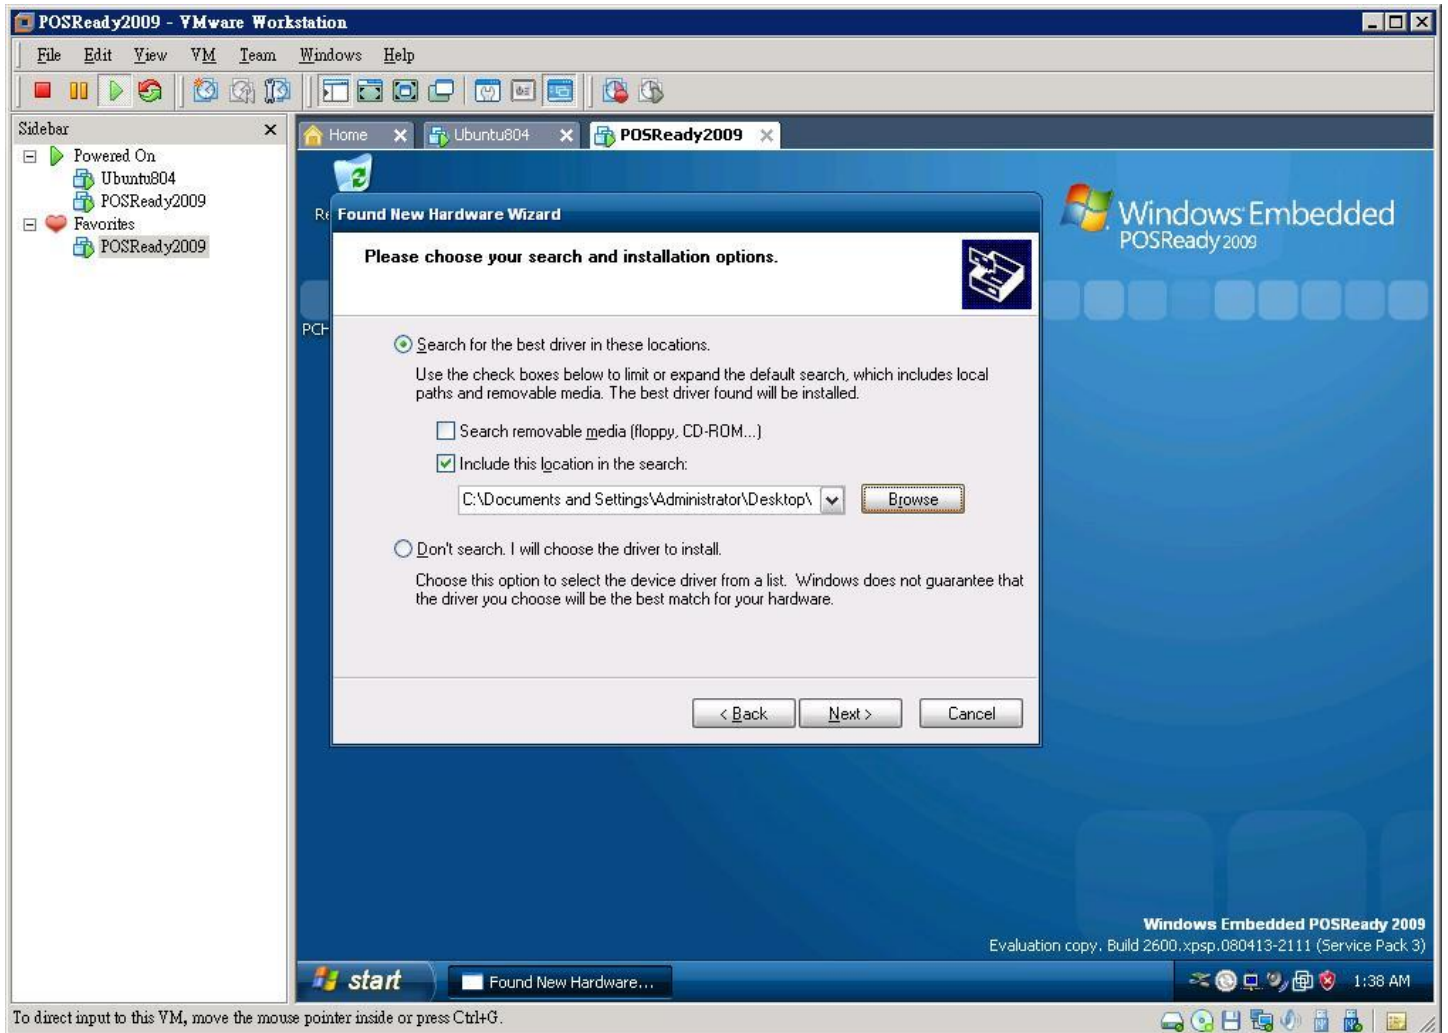 POSReady2009 - VMware Workstation
File Edit View VM Team Windows Help
Sidebar
Powered On
Ubuntu804
POSReady2009
Favorites
POSReady2009
Home
Ubuntu804
POSReady2009
Windows Embedded
POSReady 2009
Found New Hardware Wizard
Please choose your search and installation options.
Search for the best driver in these locations.
Use the check boxes below to limit or expand the default search, which includes local
paths and removable media. The best driver found will be installed.
Search removable media (floppy, CD-ROM...)
Include this location in the search:
C:\Documents and Settings\Administrator\Desktop\
Browse
Don't search. I will choose the driver to install.
Choose this option to select the device driver from a list. Windows does not guarantee that
the driver you choose will be the best match for your hardware.
< Back Next > Cancel
Windows Embedded POSReady 2009
Evaluation copy. Build 2600.xpsp.080413-2111 (Service Pack 3)
start
Found New Hardware...
1:38 AM
To direct input to this VM, move the mouse pointer inside or press Ctrl+G.